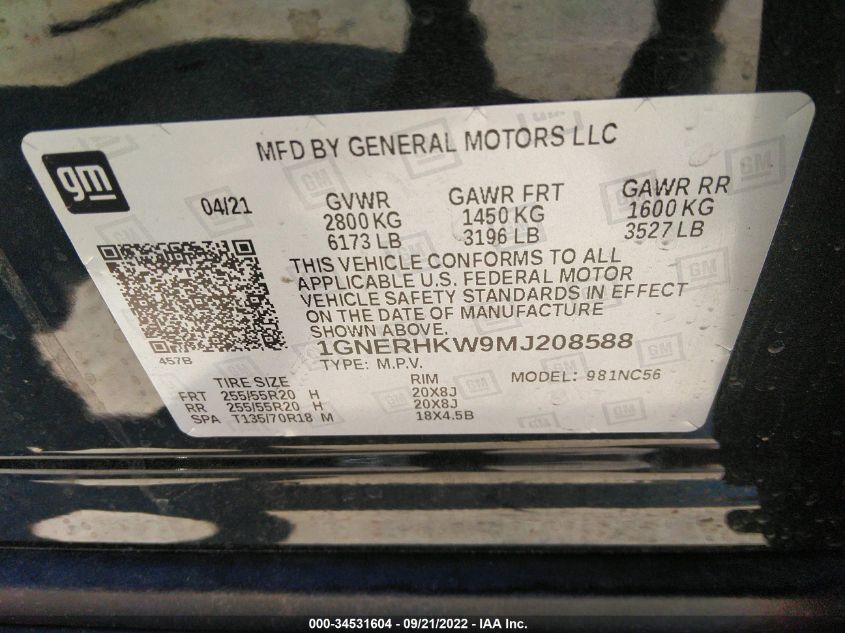 MFD BY GENERAL MOTORS LLC
gm
04/21
GVWR GAWR FRT GAWR RR
2800 KG 1450 KG 1600 KG
6173 LB 3196 LB 3527 LB
THIS VEHICLE CONFORMS TO ALL
APPLICABLE U.S. FEDERAL MOTOR
VEHICLE SAFETY STANDARDS IN EFFECT
ON THE DATE OF MANUFACTURE
SHOWN ABOVE.
1GNERHKW9MJ208588
457B
TYPE: M.P.V. MODEL: 981NC56
TIRE SIZE RIM
FRT 255/55R20 H 20X8J
RR 255/55R20 H 20X8J
SPA T135/70R18 M 18X4.5B
000-34531604 - 09/21/2022 - IAA Inc.